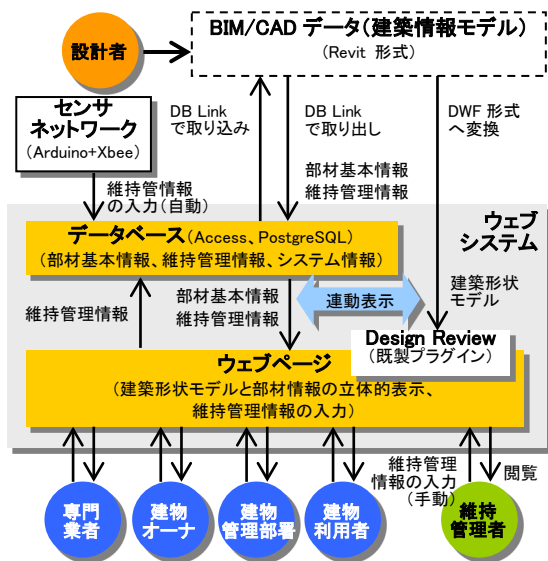 設計者
BIM/CAD データ(建築情報モデル)
(Revit 形式)
センサ
ネットワーク
(Arduino+Xbee)
DB Link
で取り込み
DB Link
で取り出し
DWF 形式
へ変換
部材基本情報
維持管理情報
維持管情報
の入力(自動)
ウェブ
システム
データベース(Access、PostgreSQL)
(部材基本情報、維持管理情報、システム情報)
維持管理情報
部材基本情報
維持管理情報
連動表示
建築形状
モデル
Design Review
(既製プラグイン)
ウェブページ
(建築形状モデルと部材情報の立体的表示、
維持管理情報の入力)
維持管理
情報の入力
(手動)
閲覧
専門
業者
建物
オーナ
建物
管理部署
建物
利用者
維持
管理者